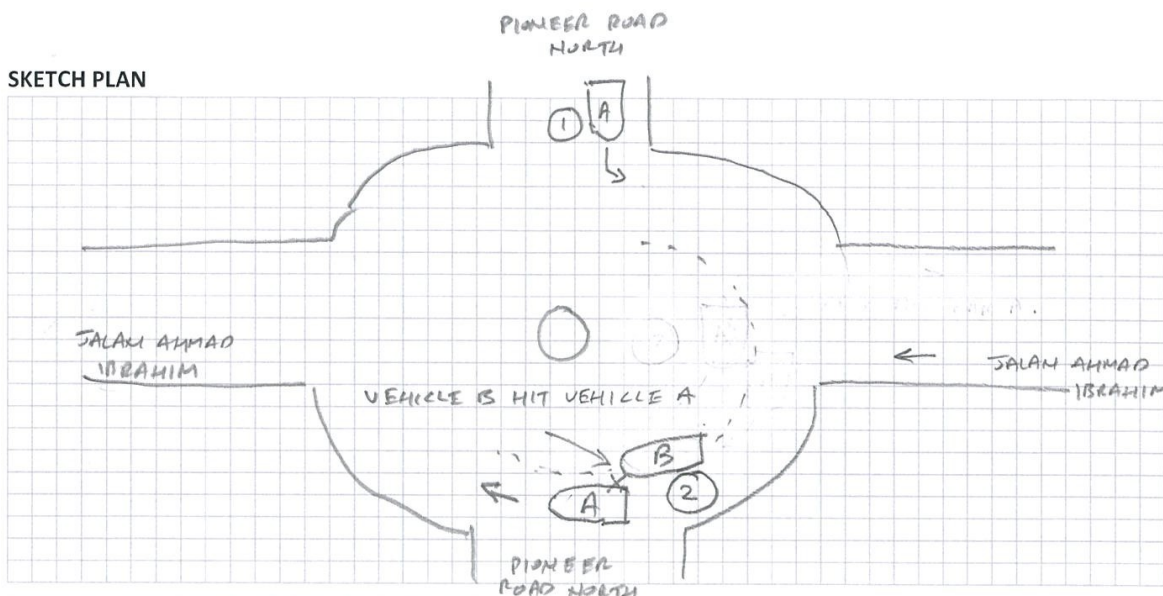 PIONEER ROAD
NORTH
SKETCH PLAN
1
A
JALAN AHMAD
IBRAHIM
JALAN AHMAD
IBRAHIM
VEHICLE B HIT VEHICLE A
B
A
2
PIONEER
ROAD NORTH